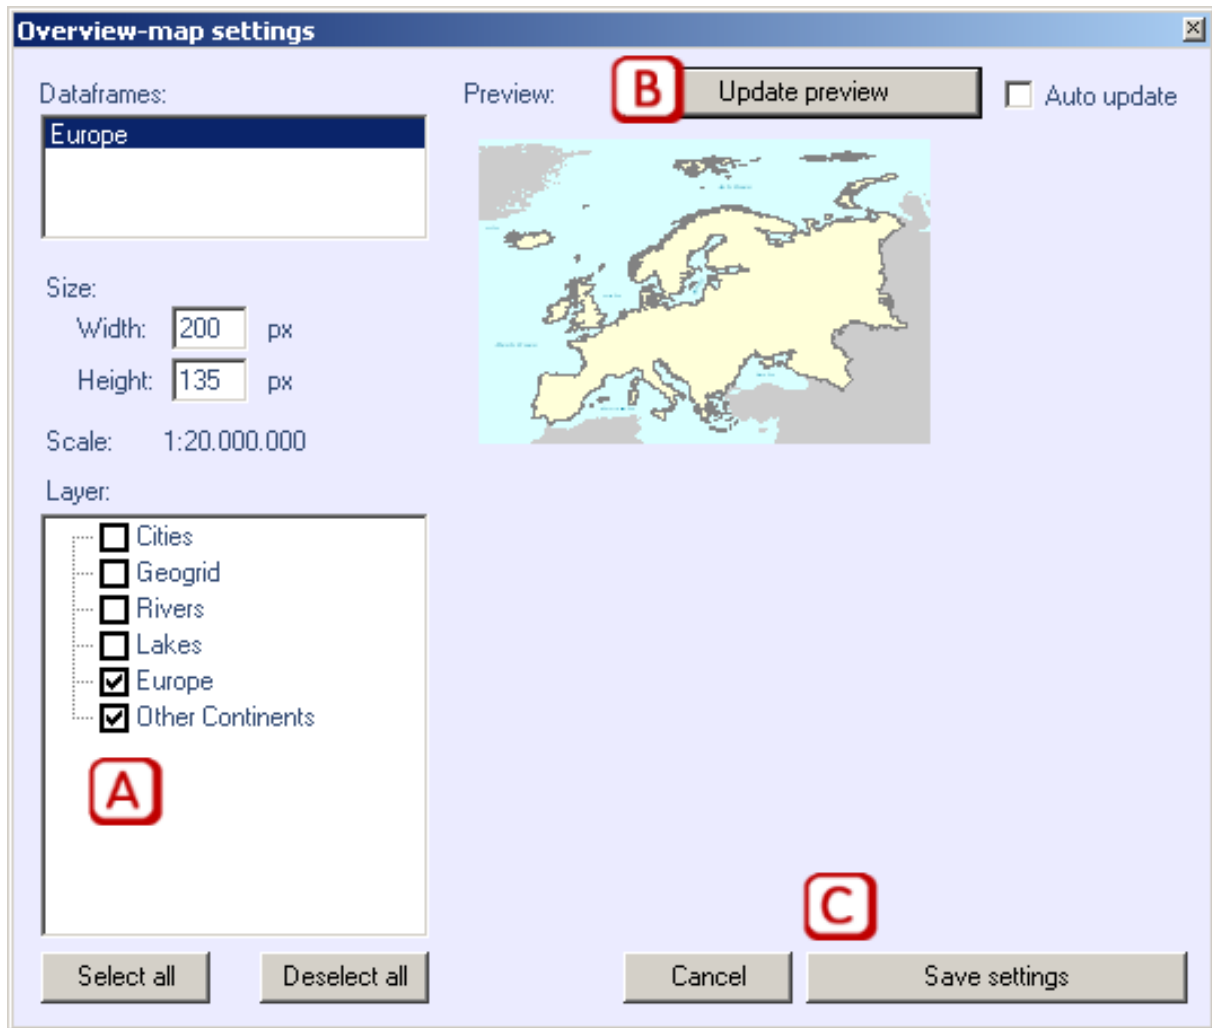 Overview-map settings
Dataframes:
Europe
Size:
Width: 200 px
Height: 135 px
Scale: 1:20.000.000
Layer:
Cities
Geogrid
Rivers
Lakes
Europe
Other Continents
A
Select all Deselect all
Preview: B Update preview Auto update
C
Cancel Save settings